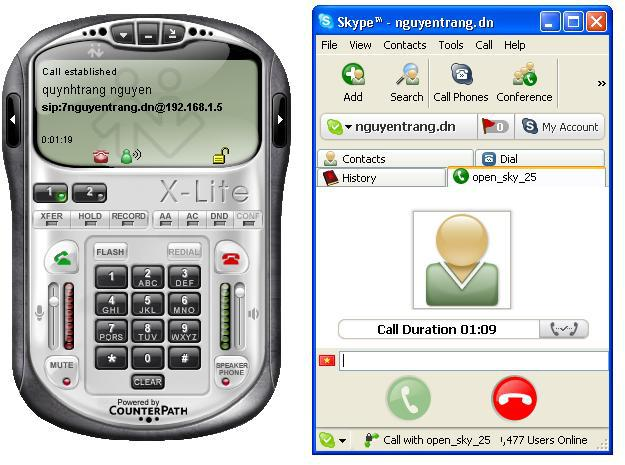 Call established
quynhtrang nguyen
sip:7nguyentrang.dn@192.168.1.5
0:01:19
1 2
X-Lite
XFER HOLD RECORD AA AC DND CONF
FLASH REDIAL
1 2 ABC 3 DEF
4 GHI 5 JKL 6 MNO
7 PQRS 8 TUV 9 WXYZ
* 0 #
MUTE CLEAR SPEAKER PHONE
Powered by
COUNTERPATH
Skype™ - nguyentrang.dn
File View Contacts Tools Call Help
Add Search Call Phones Conference »
nguyentrang.dn 0 My Account
Contacts Dial
History open_sky_25
Call Duration 01:09
Call with open_sky_25 ,477 Users Online